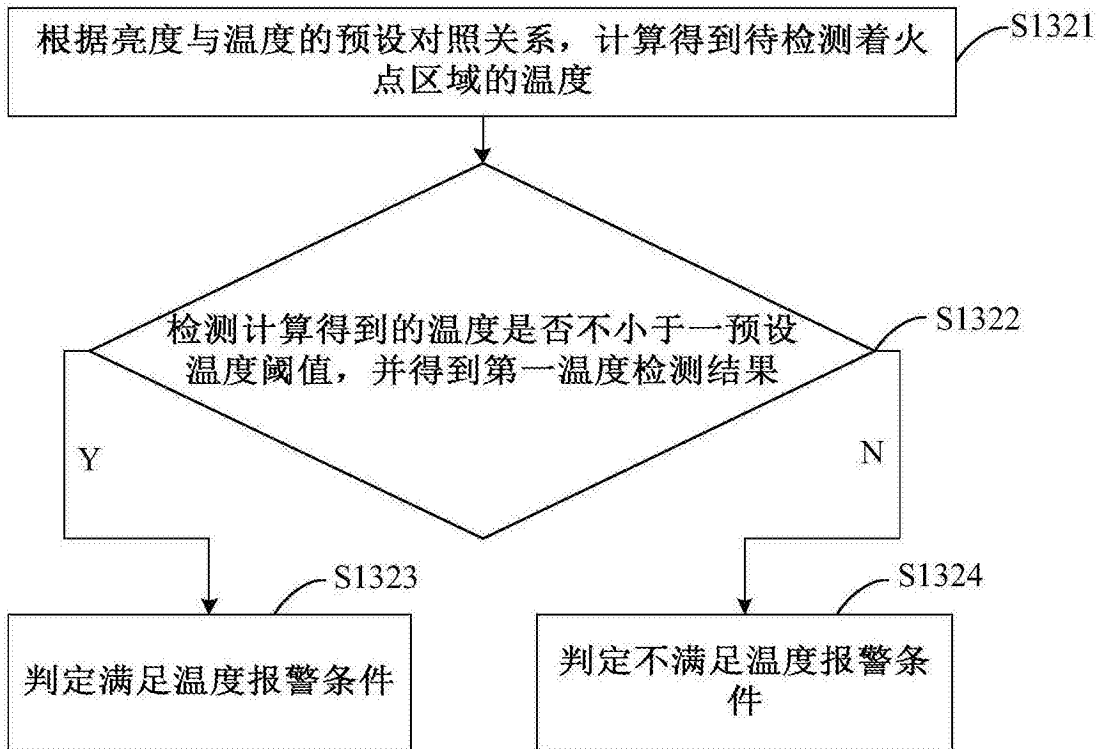 根据亮度与温度的预设对照关系，计算得到待检测着火
点区域的温度
S1321
检测计算得到的温度是否不小于一预设
温度阈值，并得到第一温度检测结果
S1322
Y
N
S1323
S1324
判定满足温度报警条件
判定不满足温度报警条
件